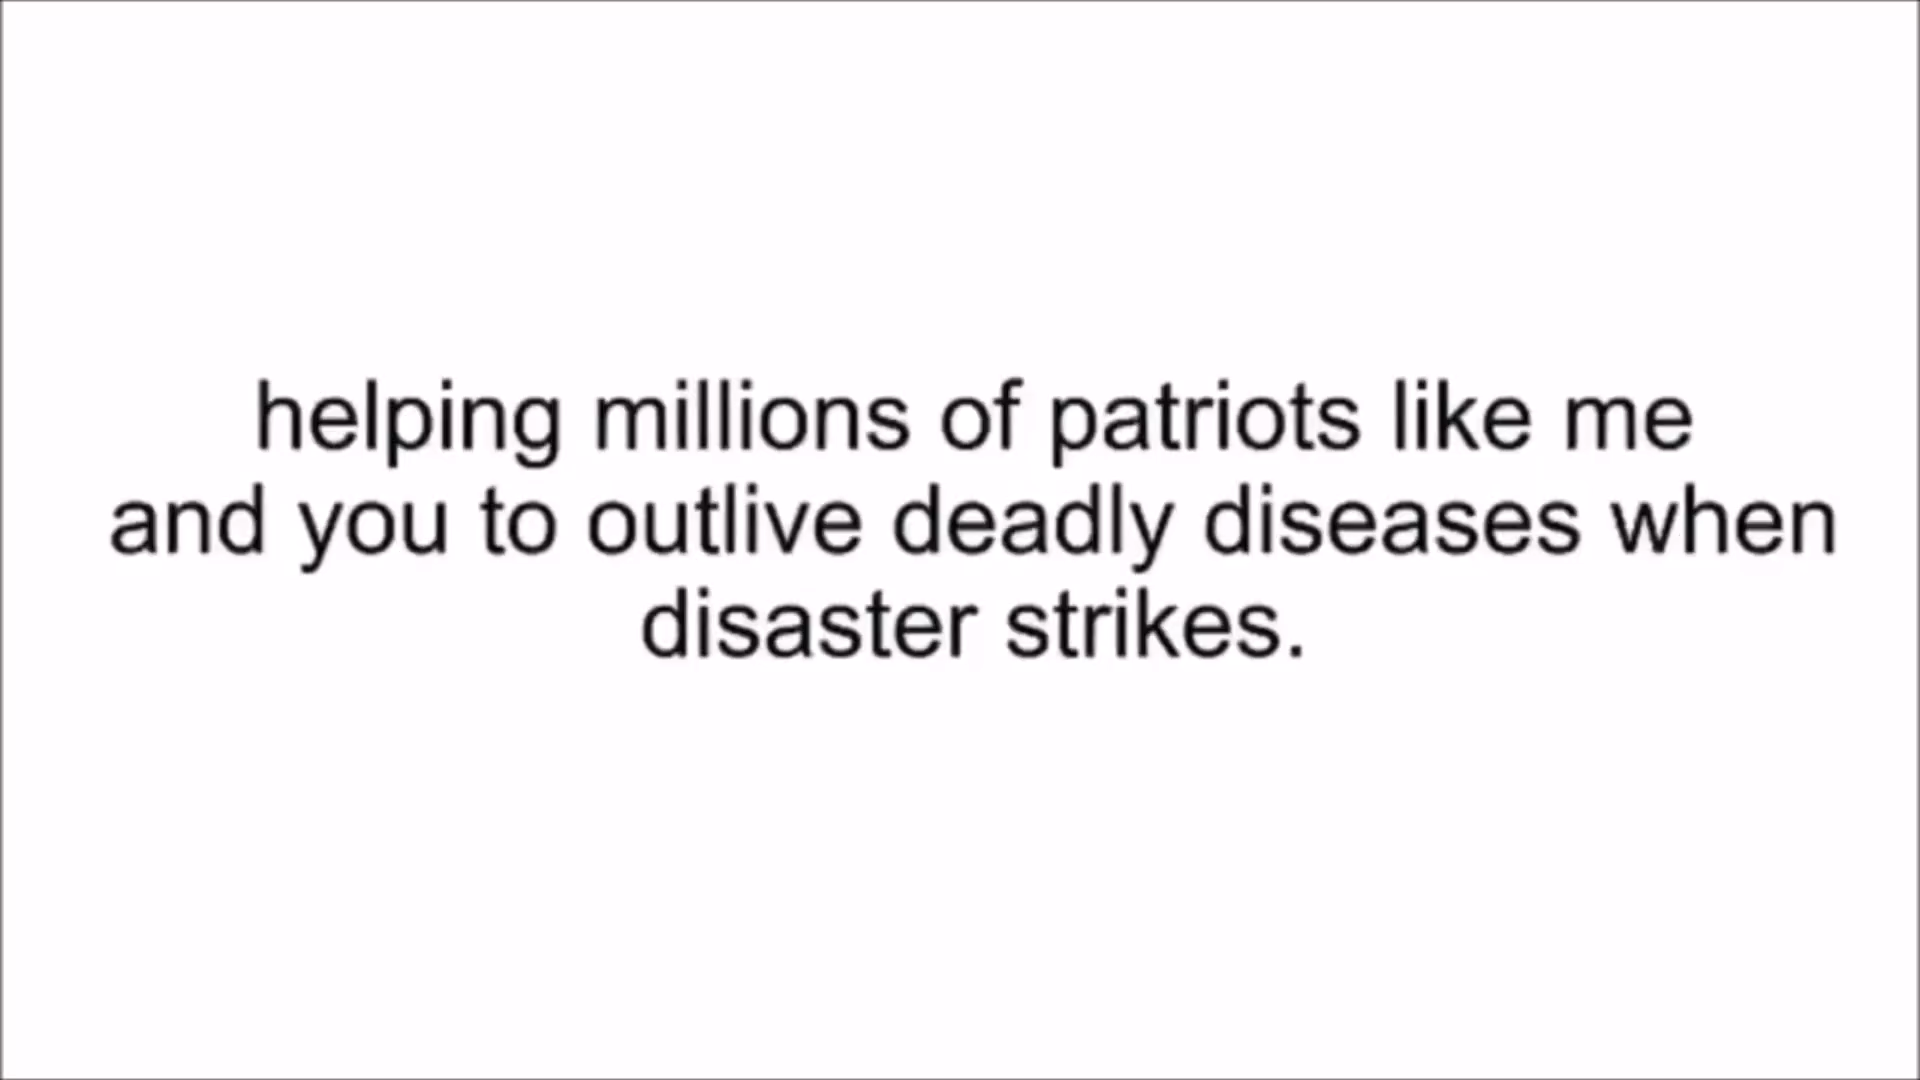 helping millions of patriots like me
and you to outlive deadly diseases when
disaster strikes.